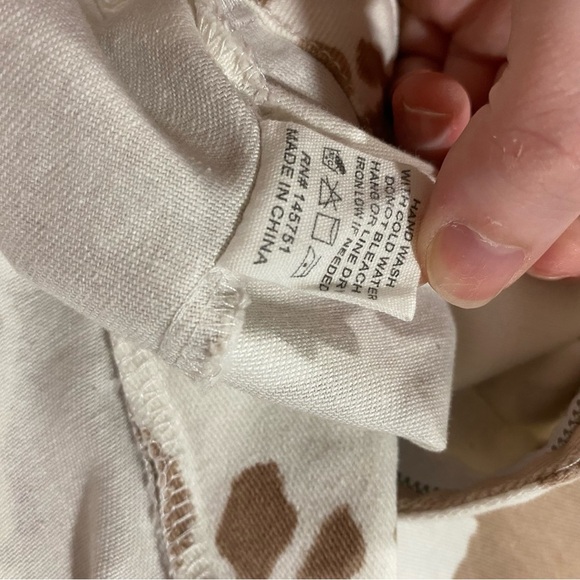 HAND WASH
WITH COLD WATER
DO NOT BLEACH
HANG OR LINE DRY
IRON LOW IF NEEDED
RN# 145751
MADE IN CHINA